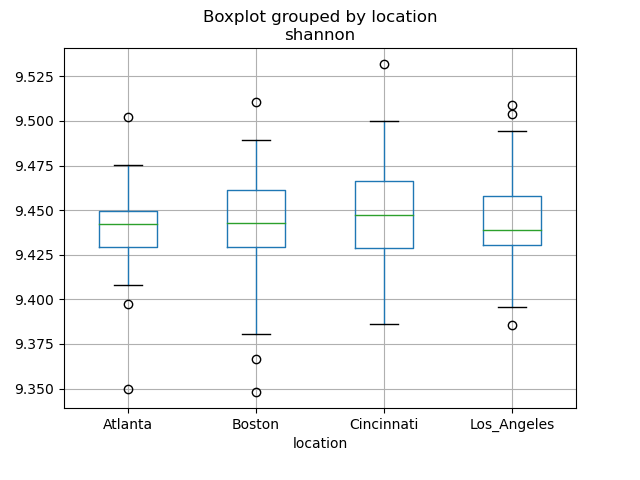 Boxplot grouped by location
shannon
9.525
9.500
9.475
9.450
9.425
9.400
9.375
9.350
Atlanta Boston Cincinnati Los_Angeles
location